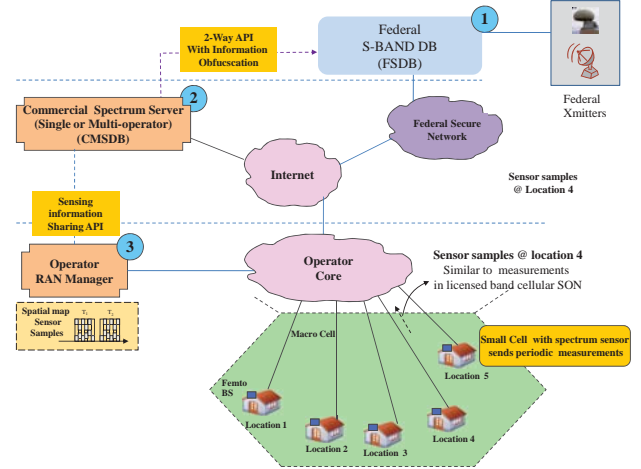 2-Way API
With Information
Obfucscation
Federal
S-BAND DB
(FSDB)
1
Federal
Xmitters
Commercial Spectrum Server
(Single or Multi-operator)
(CMSDB)
2
Federal Secure
Network
Internet
Sensor samples
@ Location 4
Sensing
information
Sharing API
3
Operator
RAN Manager
Operator
Core
Sensor samples @ location 4
Similar to measurements
in licensed band cellular SON
Spatial map
Sensor
Samples
Macro Cell
Small Cell with spectrum sensor
sends periodic measurements
Femto
BS
Location 5
Location 1
Location 2
Location 3
Location 4